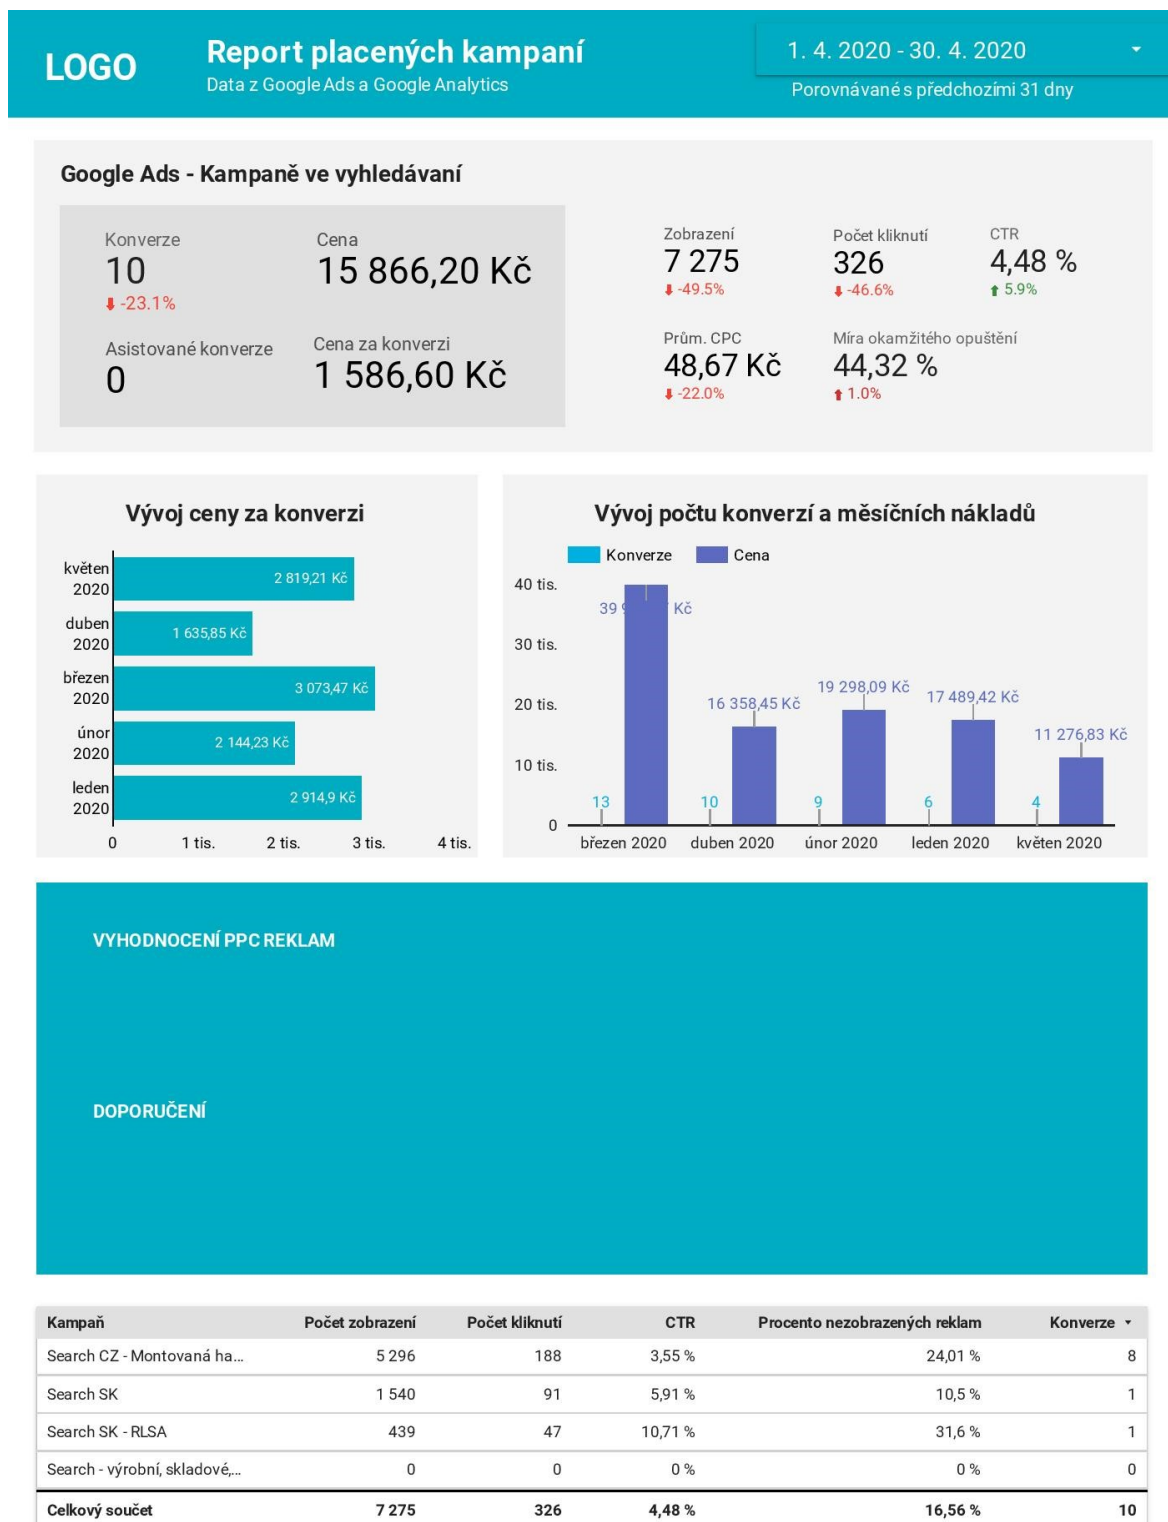 LOGO
Report placených kampaní
Data z Google Ads a Google Analytics
1. 4. 2020 - 30. 4. 2020
Porovnávané s předchozími 31 dny
Google Ads - Kampaně ve vyhledávaní
Konverze
10
-23.1%
Cena
15 866,20 Kč
Asistované konverze
0
Cena za konverzi
1 586,60 Kč
Zobrazení
7 275
-49.5%
Počet kliknutí
326
-46.6%
CTR
4,48 %
5.9%
Prům. CPC
48,67 Kč
-22.0%
Míra okamžitého opuštění
44,32 %
1.0%
Vývoj ceny za konverzi
květen
2020
2 819,21 Kč
duben
2020
1 635,85 Kč
březen
2020
3 073,47 Kč
únor
2020
2 144,23 Kč
leden
2020
2 914,9 Kč
0 1 tis. 2 tis. 3 tis. 4 tis.
Vývoj počtu konverzí a měsíčních nákladů
Konverze Cena
40 tis.
30 tis.
20 tis.
10 tis.
0
39 Kč
16 358,45 Kč
19 298,09 Kč
17 489,42 Kč
11 276,83 Kč
13 10 9 6 4
březen 2020 duben 2020 únor 2020 leden 2020 květen 2020
VYHODNOCENÍ PPC REKLAM
DOPORUČENÍ
Kampaň Počet zobrazení Počet kliknutí CTR Procento nezobrazených reklam Konverze
Search CZ - Montovaná ha... 5 296 188 3,55 % 24,01 % 8
Search SK 1 540 91 5,91 % 10,5 % 1
Search SK - RLSA 439 47 10,71 % 31,6 % 1
Search - výrobní, skladové,... 0 0 0 % 0 % 0
Celkový součet 7 275 326 4,48 % 16,56 % 10